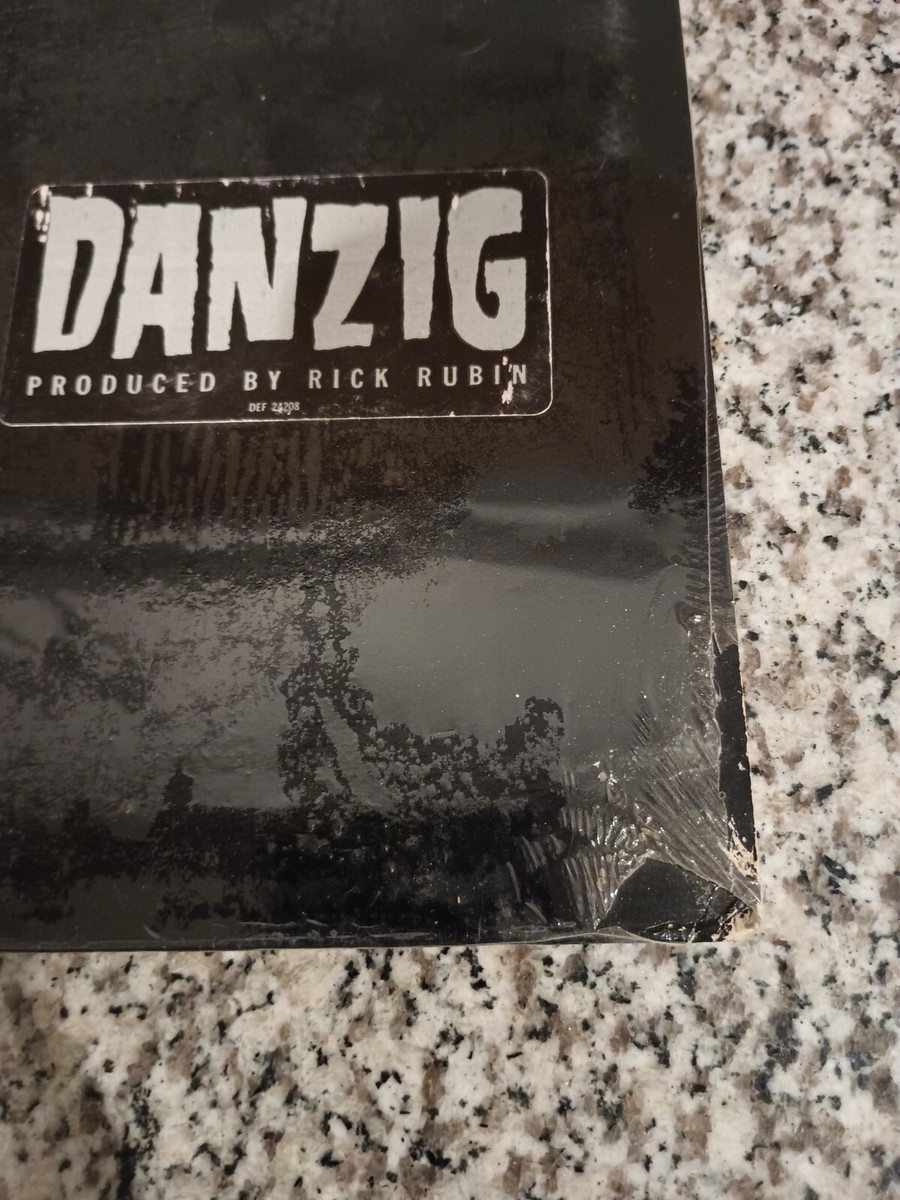 DANZIG
PRODUCED BY RICK RUBIN
DEF 24208